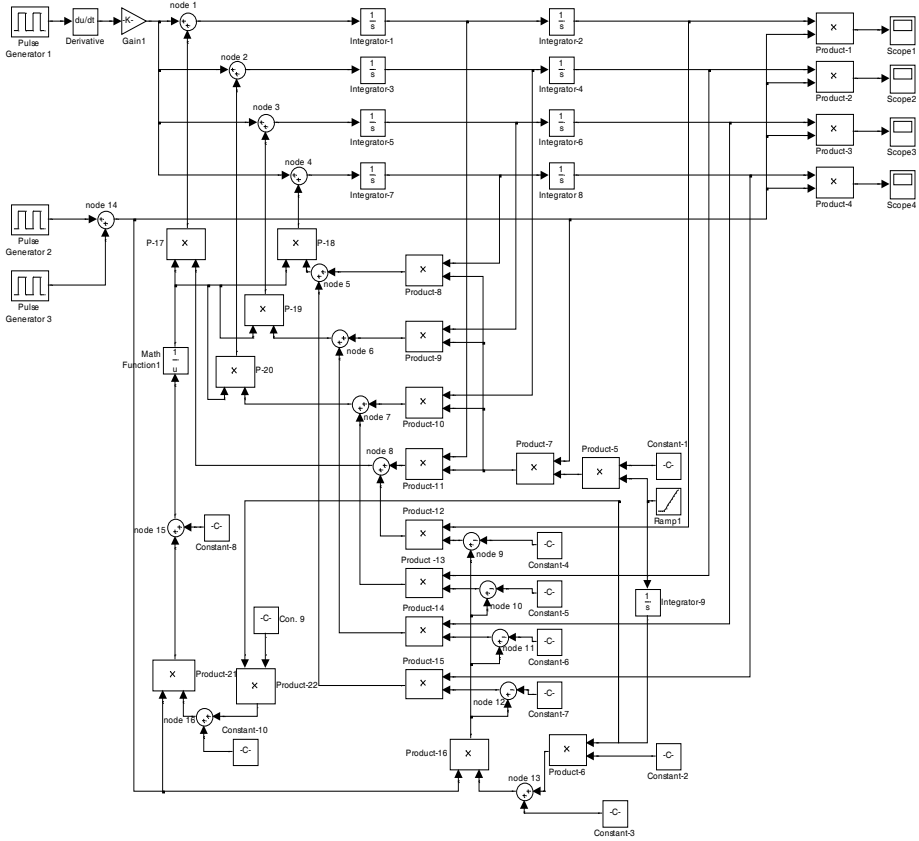 node 1
du/dt
-K-
1
s
1
s
×
Pulse
Generator 1
Derivative
Gain1
Integrator-1
Integrator-2
Product-1
Scope1
node 2
1
s
1
s
×
Integrator-3
Integrator-4
Product-2
Scope2
node 3
1
s
1
s
×
Integrator-5
Integrator-6
Product-3
Scope3
node 4
1
s
1
s
×
Integrator-7
Integrator 8
Product-4
Scope4
node 14
Pulse
Generator 2
P-17
×
×
P-18
node 5
×
Product-8
Pulse
Generator 3
×
P-19
node 6
×
Product-9
Math
Function1
1
u
×
P-20
node 7
×
Product-10
node 8
×
Product-11
Product-7
×
Product-5
×
Constant-1
-C-
Ramp1
node 15
-C-
Constant-8
Product-12
×
node 9
-C-
Constant-4
Product -13
×
node 10
-C-
Constant-5
1
s
Integrator-9
-C-
Con. 9
Product-14
×
node 11
-C-
Constant-6
×
Product-21
×
Product-22
Product-15
×
node 12
-C-
Constant-7
node 16
Constant-10
-C-
Product-16
×
×
Product-6
-C-
Constant-2
node 13
-C-
Constant-3